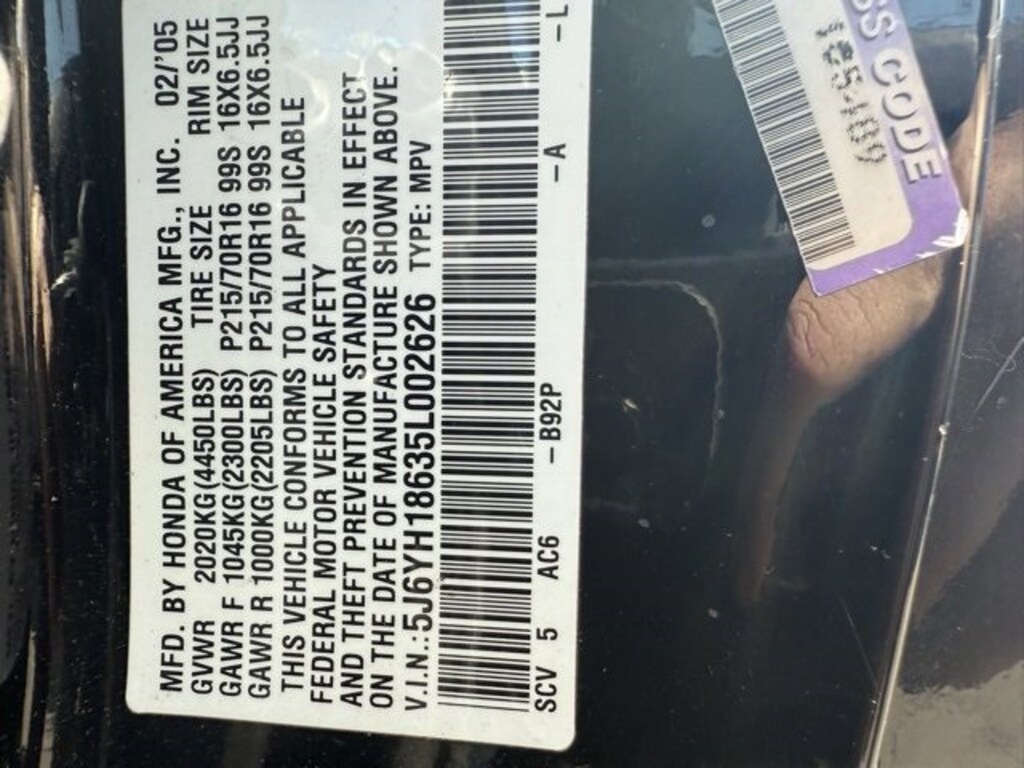 MFD. BY HONDA OF AMERICA MFG., INC. 02/'05
GVWR 2020KG(4450LBS) TIRE SIZE RIM SIZE
GAWR F 1045KG(2300LBS) P215/70R16 99S 16X6.5JJ
GAWR R 1000KG(2205LBS) P215/70R16 99S 16X6.5JJ
THIS VEHICLE CONFORMS TO ALL APPLICABLE
FEDERAL MOTOR VEHICLE SAFETY
AND THEFT PREVENTION STANDARDS IN EFFECT
ON THE DATE OF MANUFACTURE SHOWN ABOVE.
V.I.N.:5J6YH18635L002626 TYPE: MPV
SCV 5 AC6 –B92P –A –L
CODE